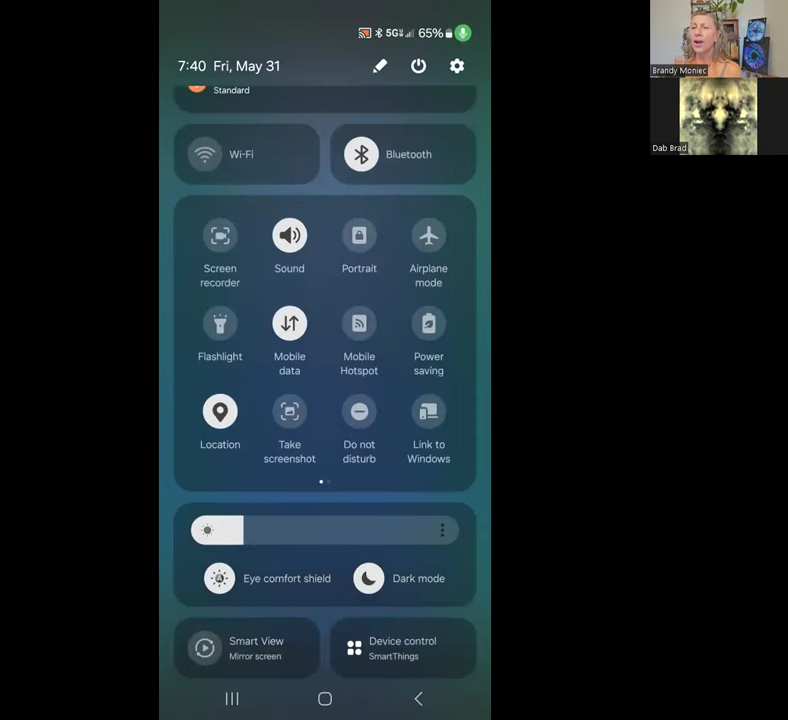 5G 65%
7:40 Fri, May 31
Standard
Wi-Fi
Bluetooth
Screen recorder
Sound
Portrait
Airplane mode
Flashlight
Mobile data
Mobile Hotspot
Power saving
Location
Take screenshot
Do not disturb
Link to Windows
Eye comfort shield
Dark mode
Smart View
Mirror screen
Device control
SmartThings
Brandy Moniec
Dab Brad